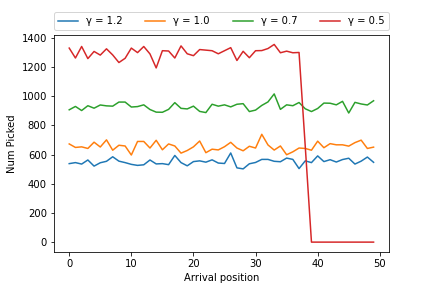 γ = 1.2 γ = 1.0 γ = 0.7 γ = 0.5
1400
1200
1000
800
600
400
200
0
Num Picked
0 10 20 30 40 50
Arrival position